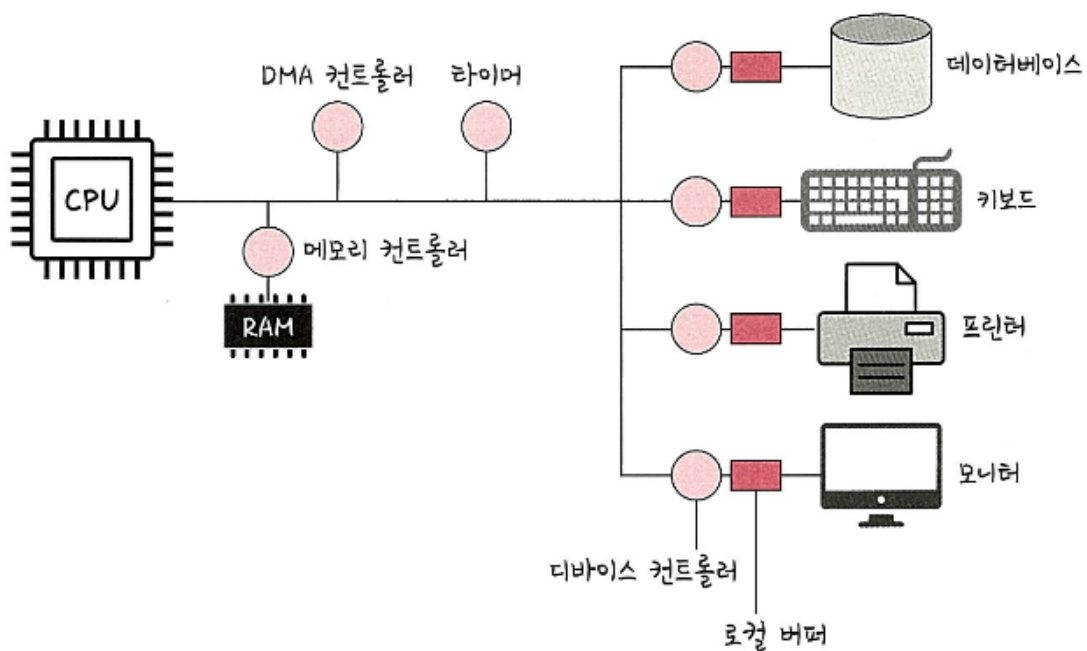 DMA 컨트롤러
타이머
데이터베이스
CPU
키보드
메모리 컨트롤러
RAM
프린터
모니터
디바이스 컨트롤러
로컬 버퍼